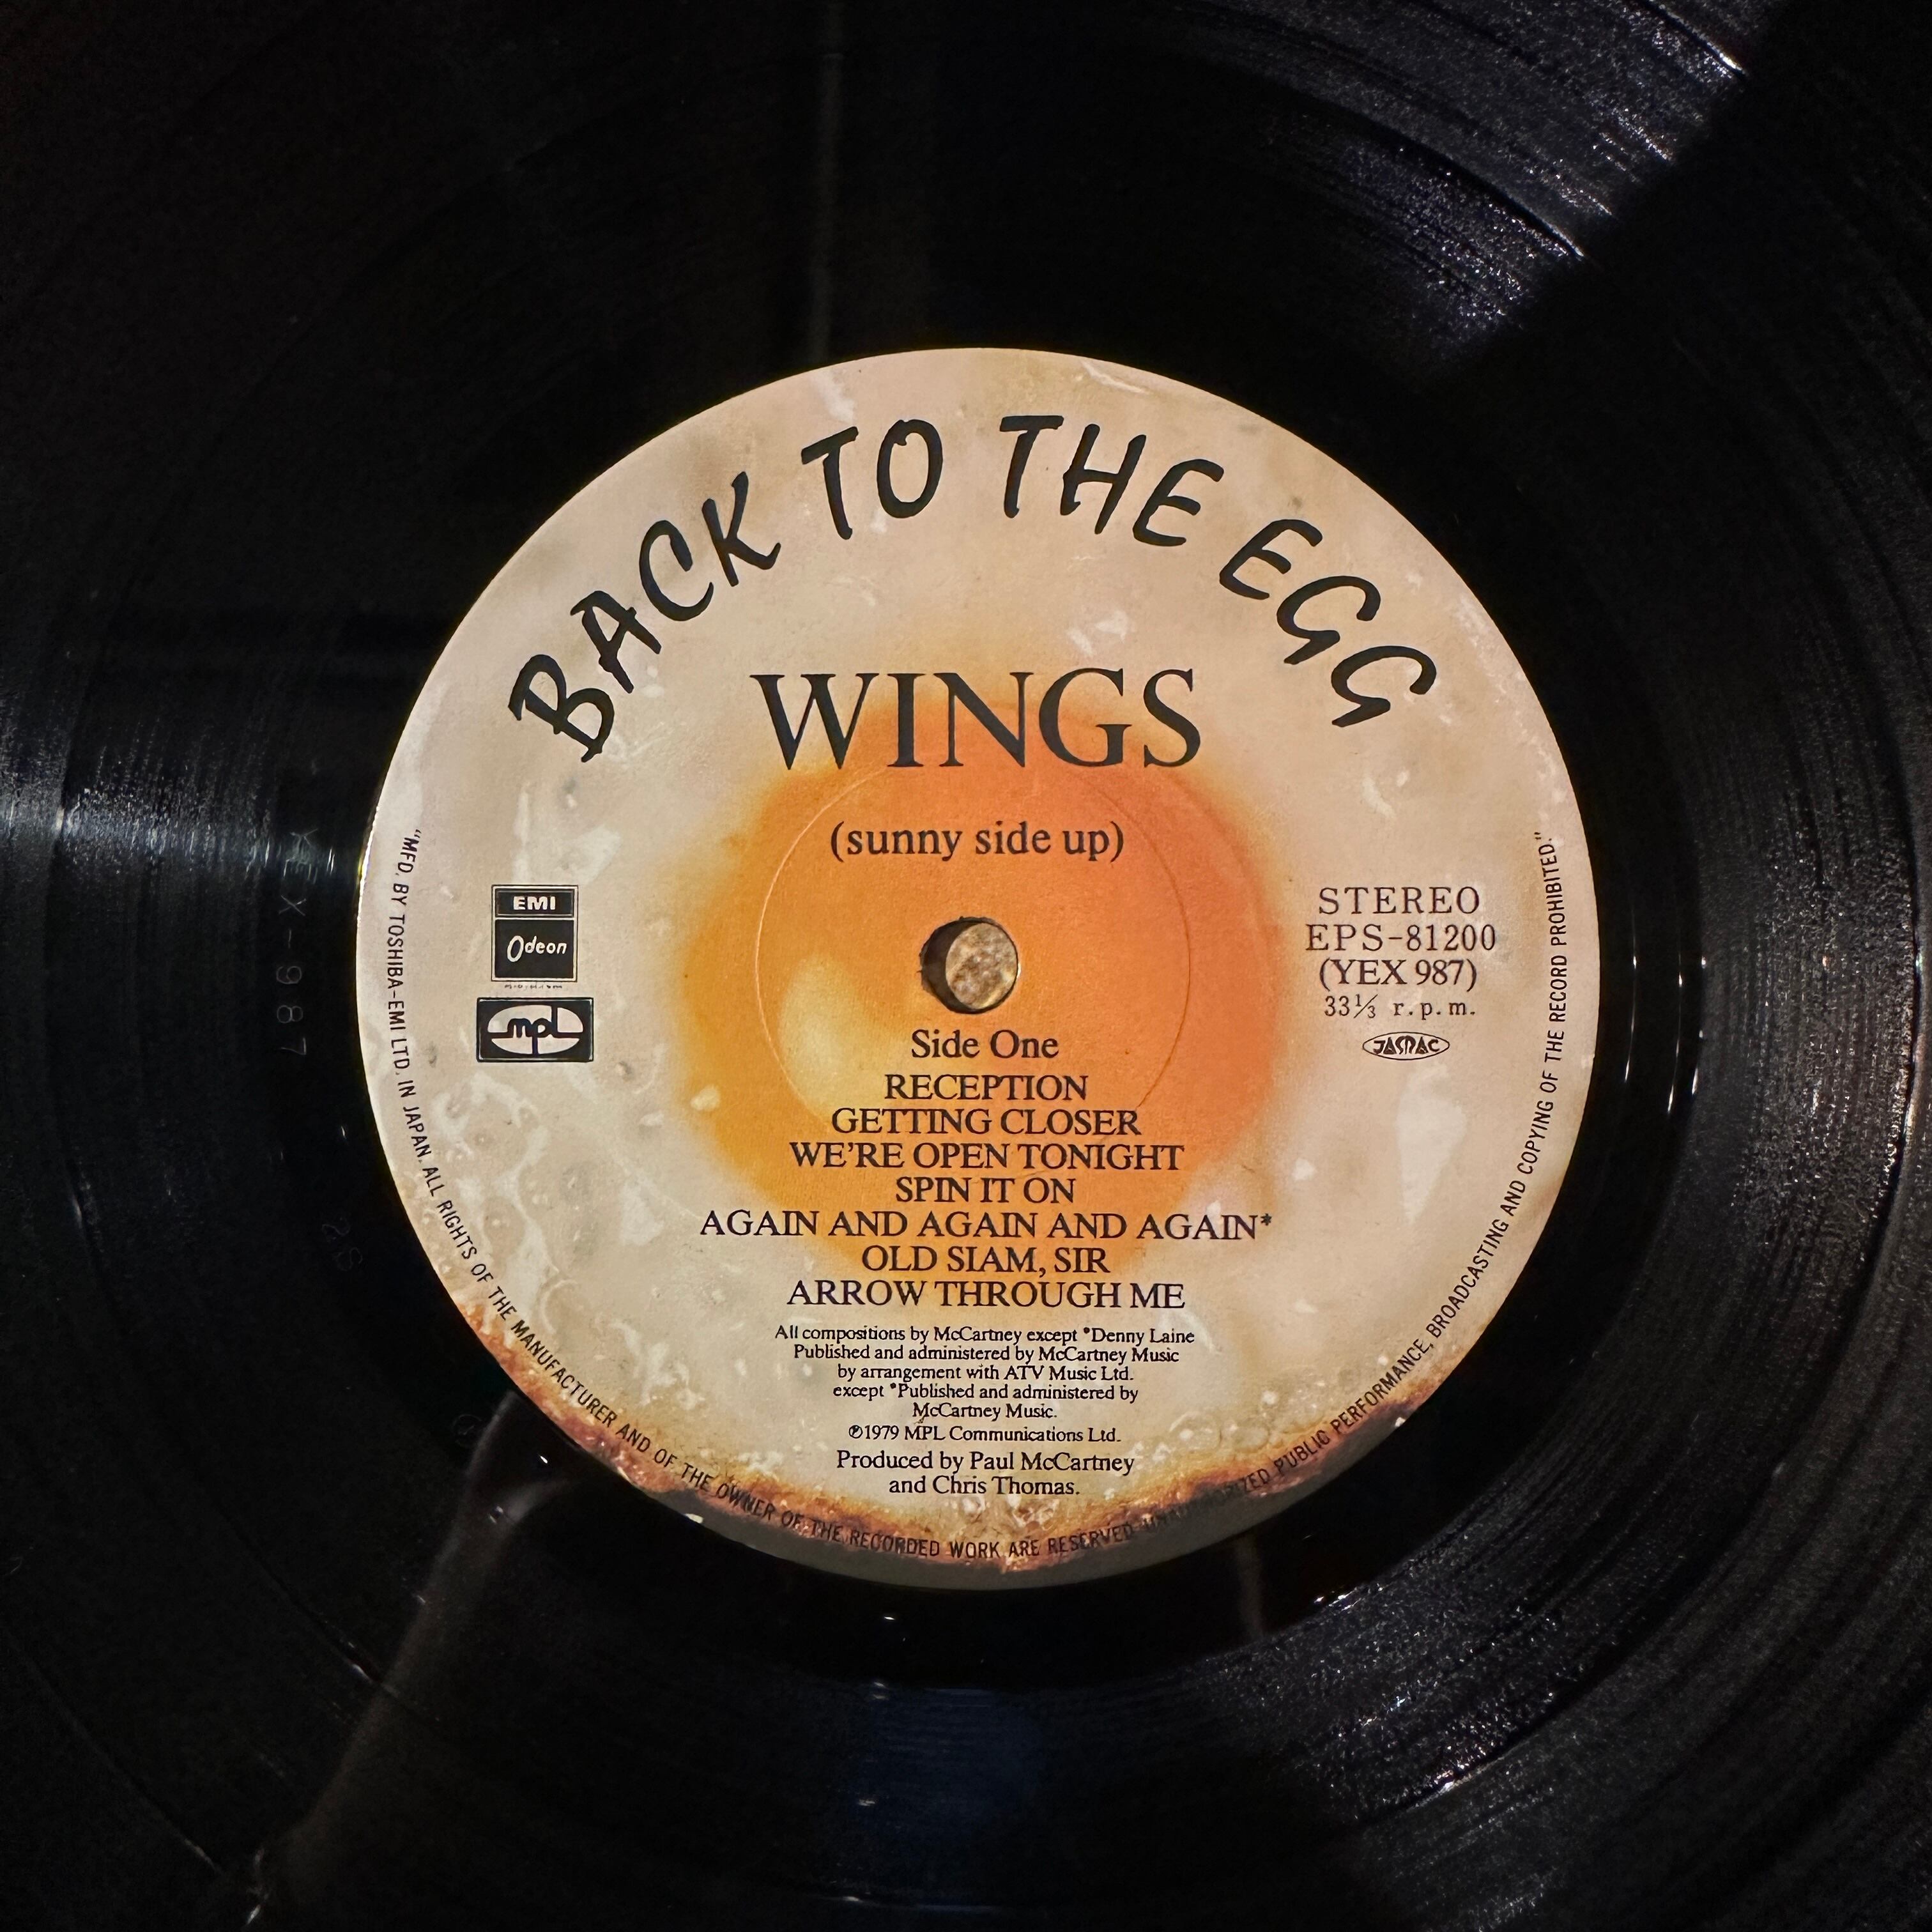 BACK TO THE EGG
WINGS
(sunny side up)
EMI
Odeon
mpl
STEREO
EPS-81200
(YEX 987)
33⅓ r.p.m.
JASRAC
Side One
RECEPTION
GETTING CLOSER
WE'RE OPEN TONIGHT
SPIN IT ON
AGAIN AND AGAIN AND AGAIN*
OLD SIAM, SIR
ARROW THROUGH ME
All compositions by McCartney except *Denny Laine
Published and administered by McCartney Music
by arrangement with ATV Music Ltd.
except *Published and administered by
McCartney Music.
℗1979 MPL Communications Ltd.
Produced by Paul McCartney
and Chris Thomas.
"MFD. BY TOSHIBA-EMI LTD. IN JAPAN. ALL RIGHTS OF THE MANUFACTURER AND OF THE OWNER OF THE RECORDED WORK ARE RESERVED. UNAUTHORIZED PUBLIC PERFORMANCE, BROADCASTING AND COPYING OF THE RECORD PROHIBITED."
YEX-987